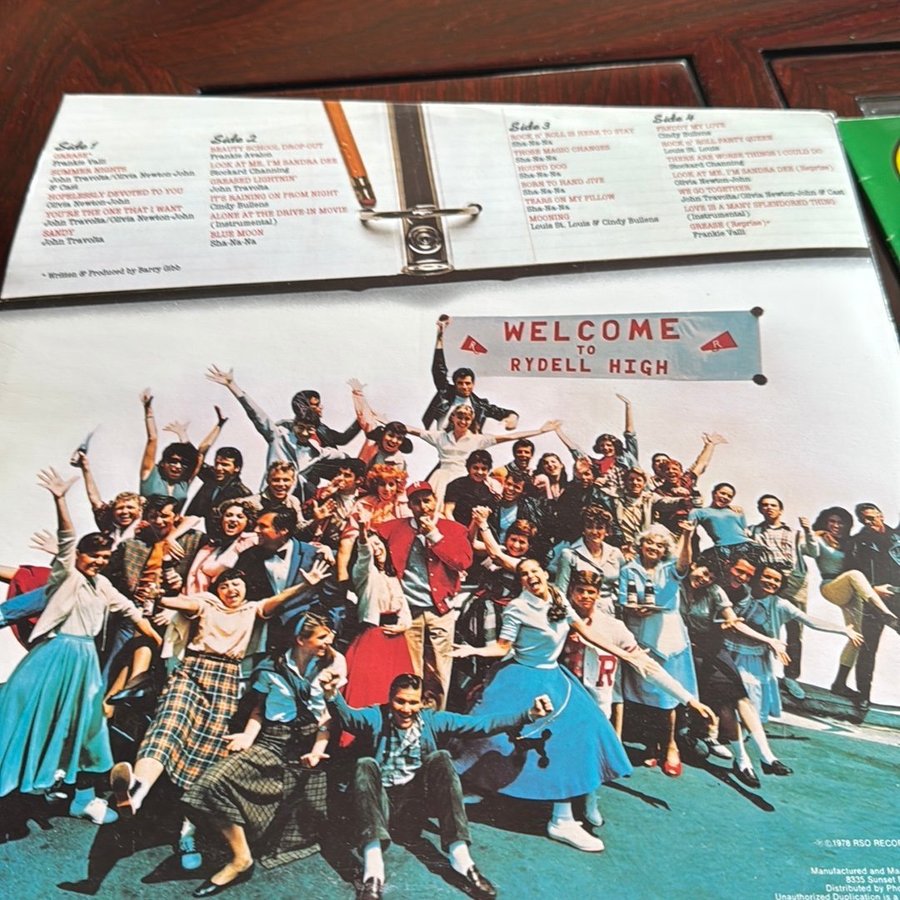 Side 1
GREASE*
Frankie Valli
SUMMER NIGHTS
John Travolta/Olivia Newton-John
& Cast
HOPELESSLY DEVOTED TO YOU
Olivia Newton-John
YOU'RE THE ONE THAT I WANT
John Travolta/Olivia Newton-John
SANDY
John Travolta
* Written & Produced by Barry Gibb
Side 2
BEAUTY SCHOOL DROP-OUT
Frankie Avalon
LOOK AT ME, I'M SANDRA DEE
Stockard Channing
GREASED LIGHTNIN'
John Travolta
IT'S RAINING ON PROM NIGHT
Cindy Bullens
ALONE AT THE DRIVE-IN MOVIE
(Instrumental)
BLUE MOON
Sha-Na-Na
Side 3
ROCK N' ROLL IS HERE TO STAY
Sha-Na-Na
THOSE MAGIC CHANGES
Sha-Na-Na
HOUND DOG
Sha-Na-Na
BORN TO HAND JIVE
Sha-Na-Na
TEARS ON MY PILLOW
Sha-Na-Na
MOONING
Louis St. Louis & Cindy Bullens
Side 4
FREDDY MY LOVE
Cindy Bullens
ROCK N' ROLL PARTY QUEEN
Louis St. Louis
THERE ARE WORSE THINGS I COULD DO
Stockard Channing
LOOK AT ME, I'M SANDRA DEE (Reprise)
Olivia Newton-John
WE GO TOGETHER
John Travolta/Olivia Newton-John & Cast
LOVE IS A MANY SPLENDORED THING
(Instrumental)
GREASE (Reprise)*
Frankie Valli
R
WELCOME
TO
RYDELL HIGH
R
R
℗©1978 RSO RECOR
Manufactured and Ma
8335 Sunset
Distributed by Pho
Unauthorized Duplication is a